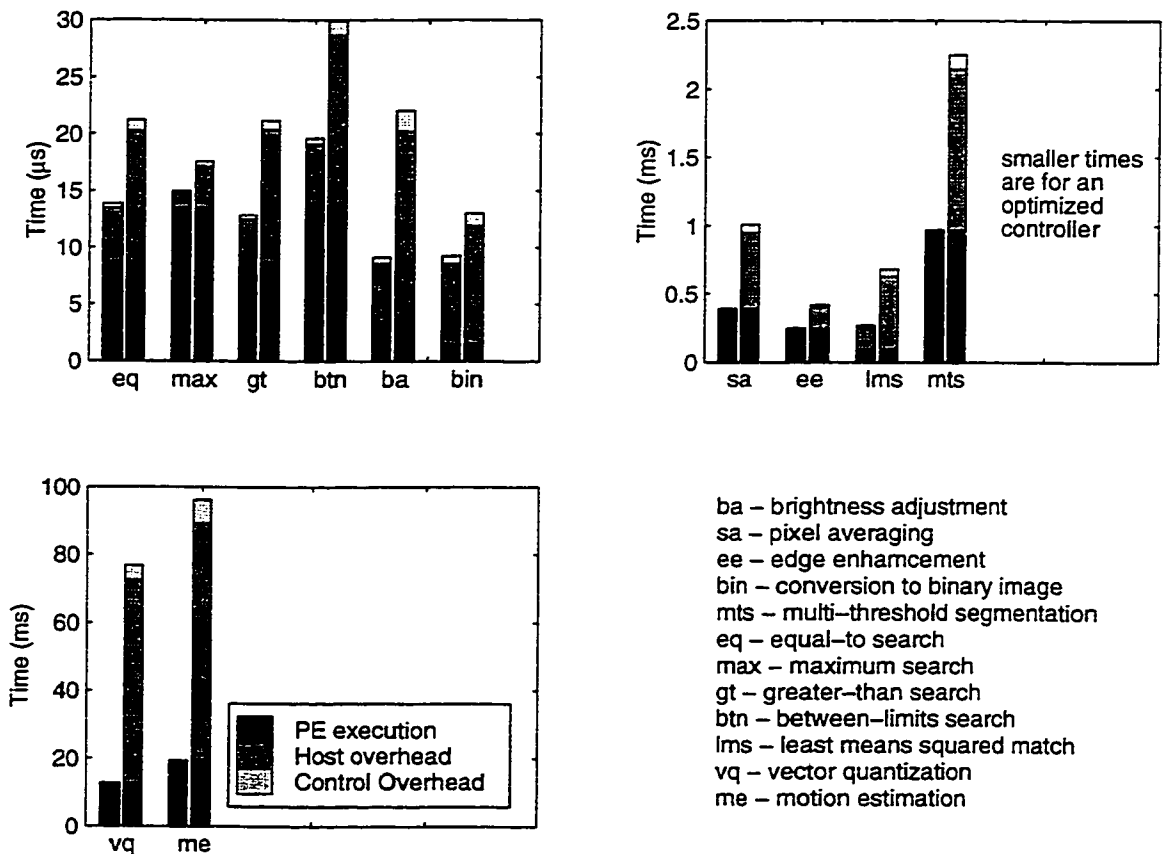 30
25
20
15
10
5
0
Time (µs)
eq max gt btn ba bin
2.5
2
1.5
1
0.5
0
Time (ms)
sa ee lms mts
smaller times
are for an
optimized
controller
100
80
60
40
20
0
Time (ms)
vq me
PE execution
Host overhead
Control Overhead
ba – brightness adjustment
sa – pixel averaging
ee – edge enhamcement
bin – conversion to binary image
mts – multi–threshold segmentation
eq – equal–to search
max – maximum search
gt – greater–than search
btn – between–limits search
lms – least means squared match
vq – vector quantization
me – motion estimation